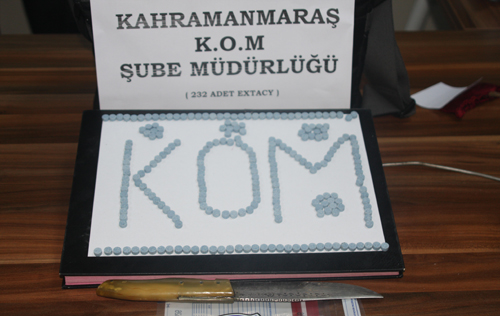 KAHRAMANMARAŞ
K.O.M
ŞUBE MÜDÜRLÜĞÜ
( 232 ADET EXTACY )
KOM